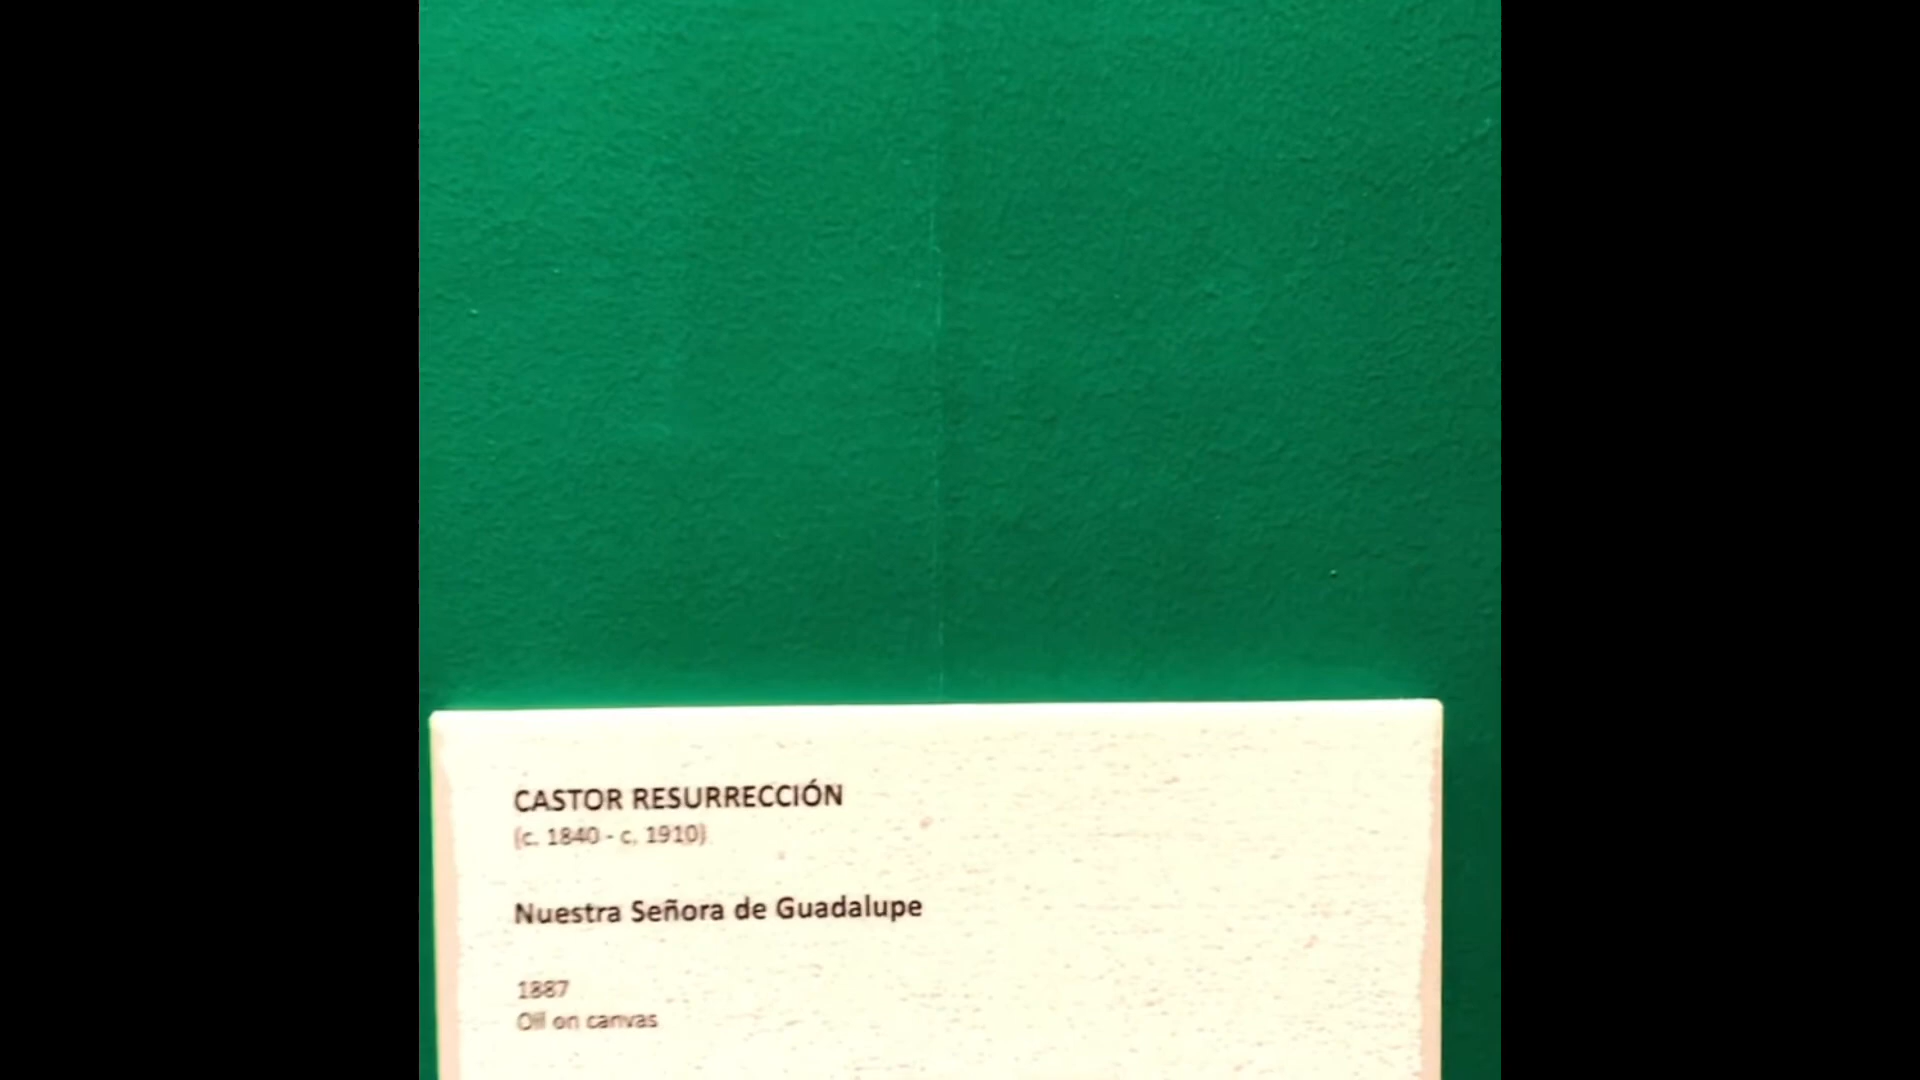 CASTOR RESURRECCIÓN
(c. 1840 - c. 1910)
Nuestra Señora de Guadalupe
1887
Oil on canvas